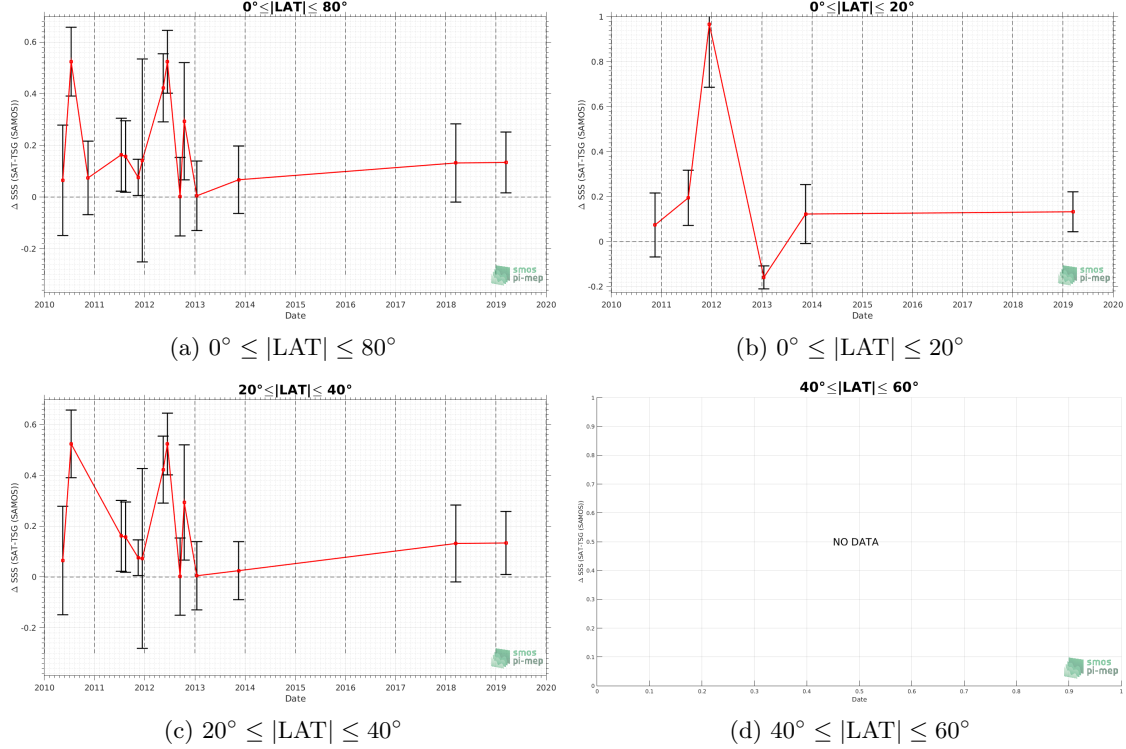 0°≤|LAT|≤ 80°
Δ SSS (SAT-TSG (SAMOS))
0.6
0.4
0.2
0
-0.2
2010 2011 2012 2013 2014 2015 2016 2017 2018 2019 2020
Date
smos
pi-mep
(a) 0° ≤ |LAT| ≤ 80°
0°≤|LAT|≤ 20°
Δ SSS (SAT-TSG (SAMOS))
1
0.8
0.6
0.4
0.2
0
-0.2
2010 2011 2012 2013 2014 2015 2016 2017 2018 2019 2020
Date
smos
pi-mep
(b) 0° ≤ |LAT| ≤ 20°
20°≤|LAT|≤ 40°
Δ SSS (SAT-TSG (SAMOS))
0.6
0.4
0.2
0
-0.2
2010 2011 2012 2013 2014 2015 2016 2017 2018 2019 2020
Date
smos
pi-mep
(c) 20° ≤ |LAT| ≤ 40°
40°≤|LAT|≤ 60°
Δ SSS (SAT-TSG (SAMOS))
1
0.9
0.8
0.7
0.6
0.5
0.4
0.3
0.2
0.1
0
NO DATA
0 0.1 0.2 0.3 0.4 0.5 0.6 0.7 0.8 0.9 1
Date
smos
pi-mep
(d) 40° ≤ |LAT| ≤ 60°